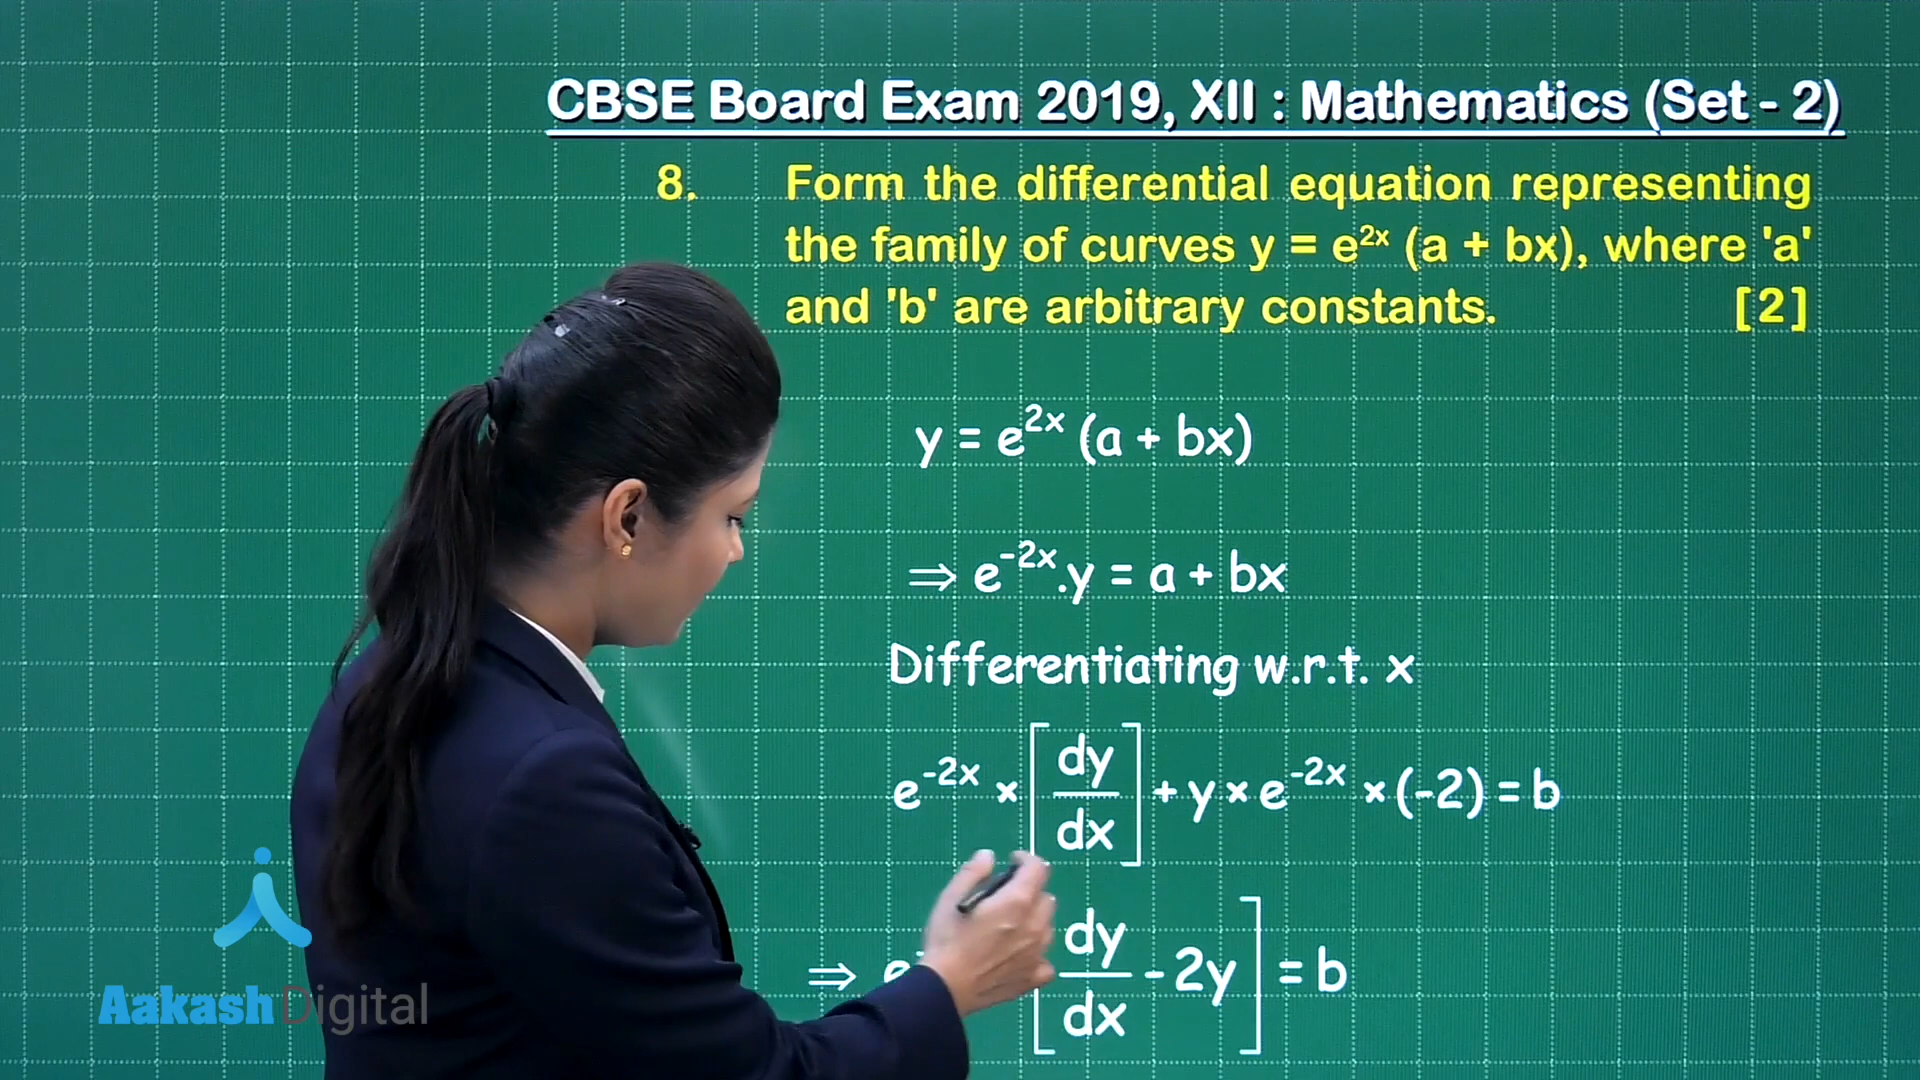 CBSE Board Exam 2019, XII : Mathematics (Set - 2)
8. Form the differential equation representing
the family of curves y = e²ˣ (a + bx), where 'a'
and 'b' are arbitrary constants. [2]
y = e²ˣ (a + bx)
⇒ e⁻²ˣ.y = a + bx
Differentiating w.r.t. x
e⁻²ˣ × [dy/dx] + y × e⁻²ˣ × (-2) = b
⇒ e [dy/dx - 2y] = b
Aakash Digital